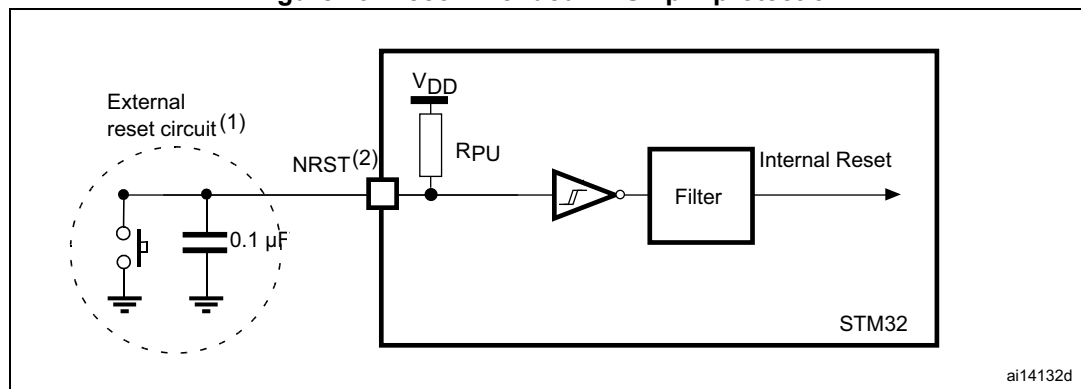 External
reset circuit(1)
VDD
NRST(2)
RPU
Internal Reset
Filter
0.1 μF
STM32
ai14132d